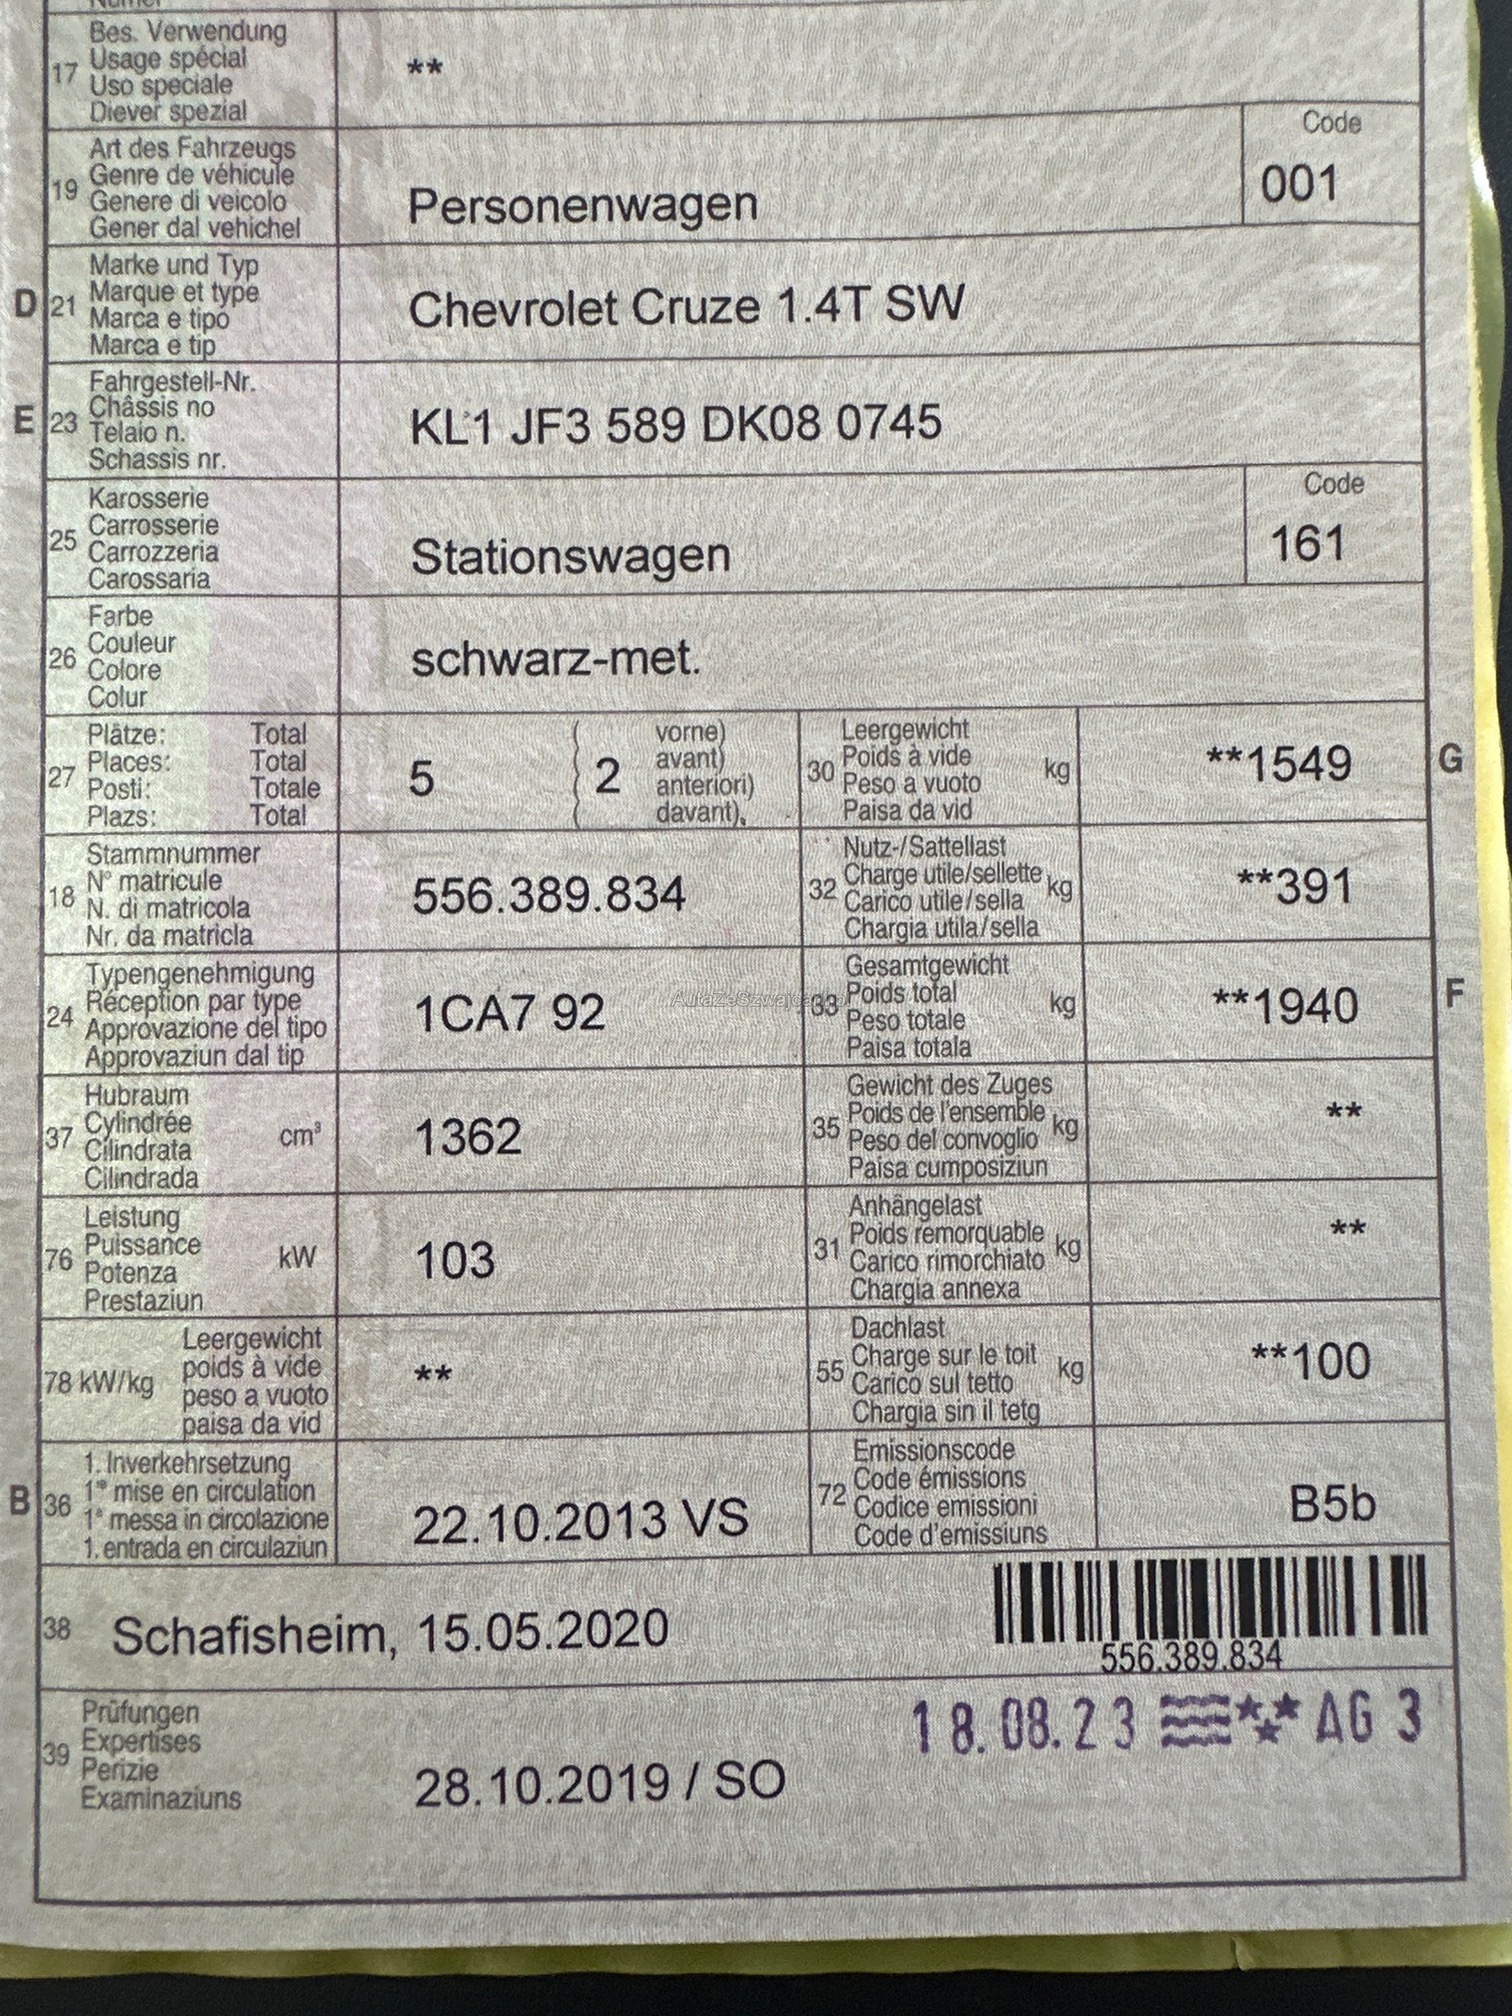 17 Bes. Verwendung
Usage spécial
Uso speciale
Diever spezial
**
19 Art des Fahrzeugs
Genre de véhicule
Genere di veicolo
Gener dal vehichel
Personenwagen
Code
001
D 21 Marke und Typ
Marque et type
Marca e tipo
Marca e tip
Chevrolet Cruze 1.4T SW
E 23 Fahrgestell-Nr.
Châssis no
Telaio n.
Schassis nr.
KL1 JF3 589 DK08 0745
25 Karosserie
Carrosserie
Carrozzeria
Carossaria
Stationswagen
Code
161
26 Farbe
Couleur
Colore
Colur
schwarz-met.
27 Plätze: Total
Places: Total
Posti: Totale
Plazs: Total
5
( 2 vorne)
avant)
anteriori)
davant)
30 Leergewicht
Poids à vide
Peso a vuoto
Paisa da vid
kg
**1549
G
18 Stammnummer
N° matricule
N. di matricola
Nr. da matricla
556.389.834
32 Nutz-/Sattellast
Charge utile/sellette
Carico utile/sella
Chargia utila/sella
kg
**391
24 Typengenehmigung
Réception par type
Approvazione del tipo
Approvaziun dal tip
1CA7 92
33 Gesamtgewicht
Poids total
Peso totale
Paisa totala
kg
**1940
F
37 Hubraum
Cylindrée
Cilindrata
Cilindrada
cm³
1362
35 Gewicht des Zuges
Poids de l'ensemble
Peso del convoglio
Paisa cumposiziun
kg
**
76 Leistung
Puissance
Potenza
Prestaziun
kW
103
31 Anhängelast
Poids remorquable
Carico rimorchiato
Chargia annexa
kg
**
78 kW/kg
Leergewicht
poids à vide
peso a vuoto
paisa da vid
**
55 Dachlast
Charge sur le toit
Carico sul tetto
Chargia sin il tetg
kg
**100
B 36 1. Inverkehrsetzung
1re mise en circulation
1a messa in circolazione
1. entrada en circulaziun
22.10.2013 VS
72 Emissionscode
Code émissions
Codice emissioni
Code d'emissiuns
B5b
38 Schafisheim, 15.05.2020
556.389.834
39 Prüfungen
Expertises
Perizie
Examinaziuns
18.08.23 AG 3
28.10.2019 / SO